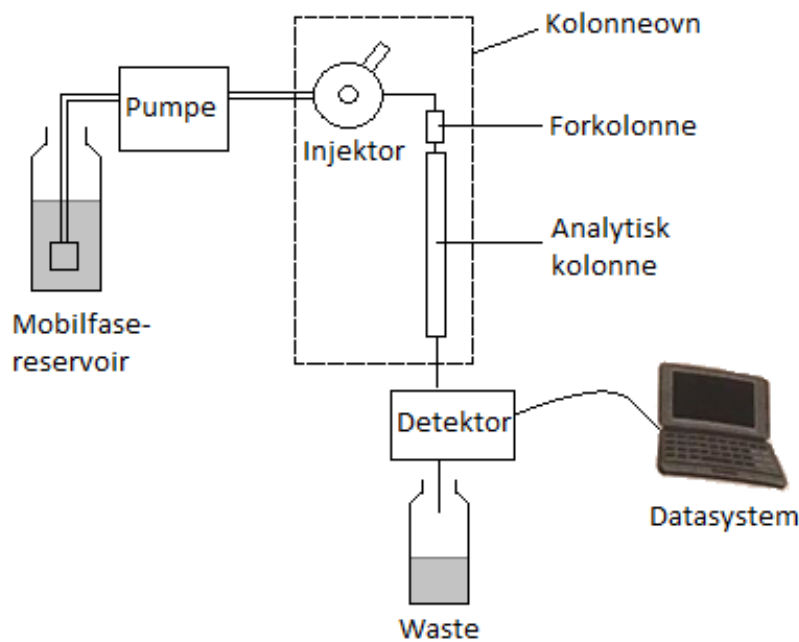 Kolonneovn
Pumpe
Injektor
Forkolonne
Analytisk
kolonne
Mobilfase-
reservoir
Detektor
Datasystem
Waste